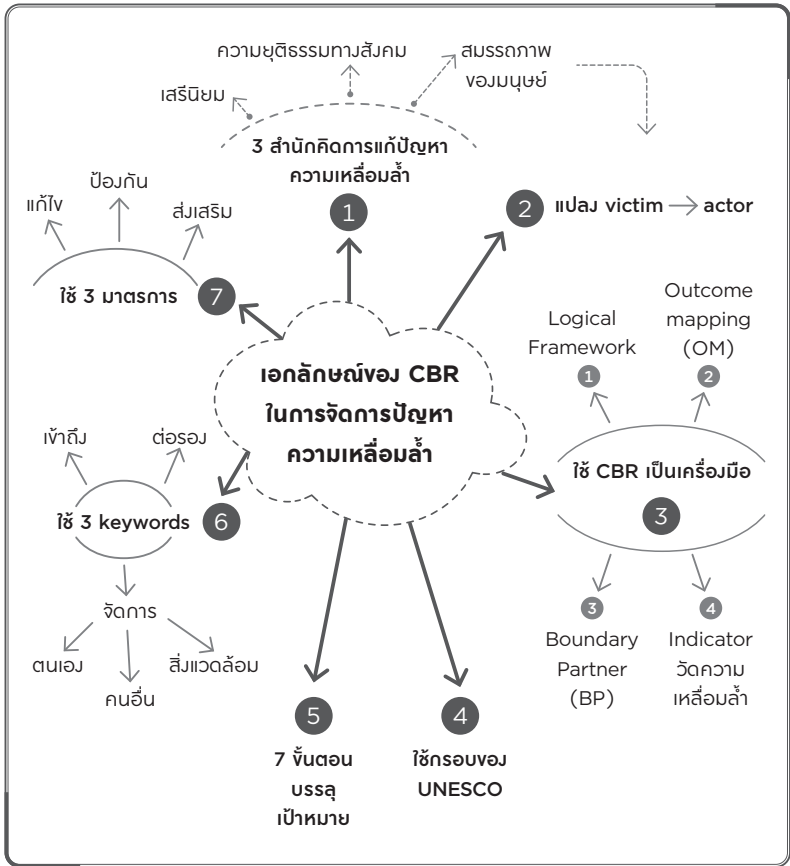 ความยุติธรรมทางสังคม
สมรรถภาพ
ของมนุษย์
เสรีนิยม
3 สำนักคิดการแก้ปัญหา
ความเหลื่อมล้ำ
1
2 แปลง victim → actor
ป้องกัน
แก้ไข
ส่งเสริม
ใช้ 3 มาตรการ 7
Logical
Framework
1
Outcome
mapping
(OM)
2
เอกลักษณ์ของ CBR
ในการจัดการปัญหา
ความเหลื่อมล้ำ
ใช้ CBR เป็นเครื่องมือ
3
3
Boundary
Partner
(BP)
4
Indicator
วัดความ
เหลื่อมล้ำ
เข้าถึง
ต่อรอง
ใช้ 3 keywords 6
จัดการ
ตนเอง
คนอื่น
สิ่งแวดล้อม
5
7 ขั้นตอน
บรรลุ
เป้าหมาย
4
ใช้กรอบของ
UNESCO